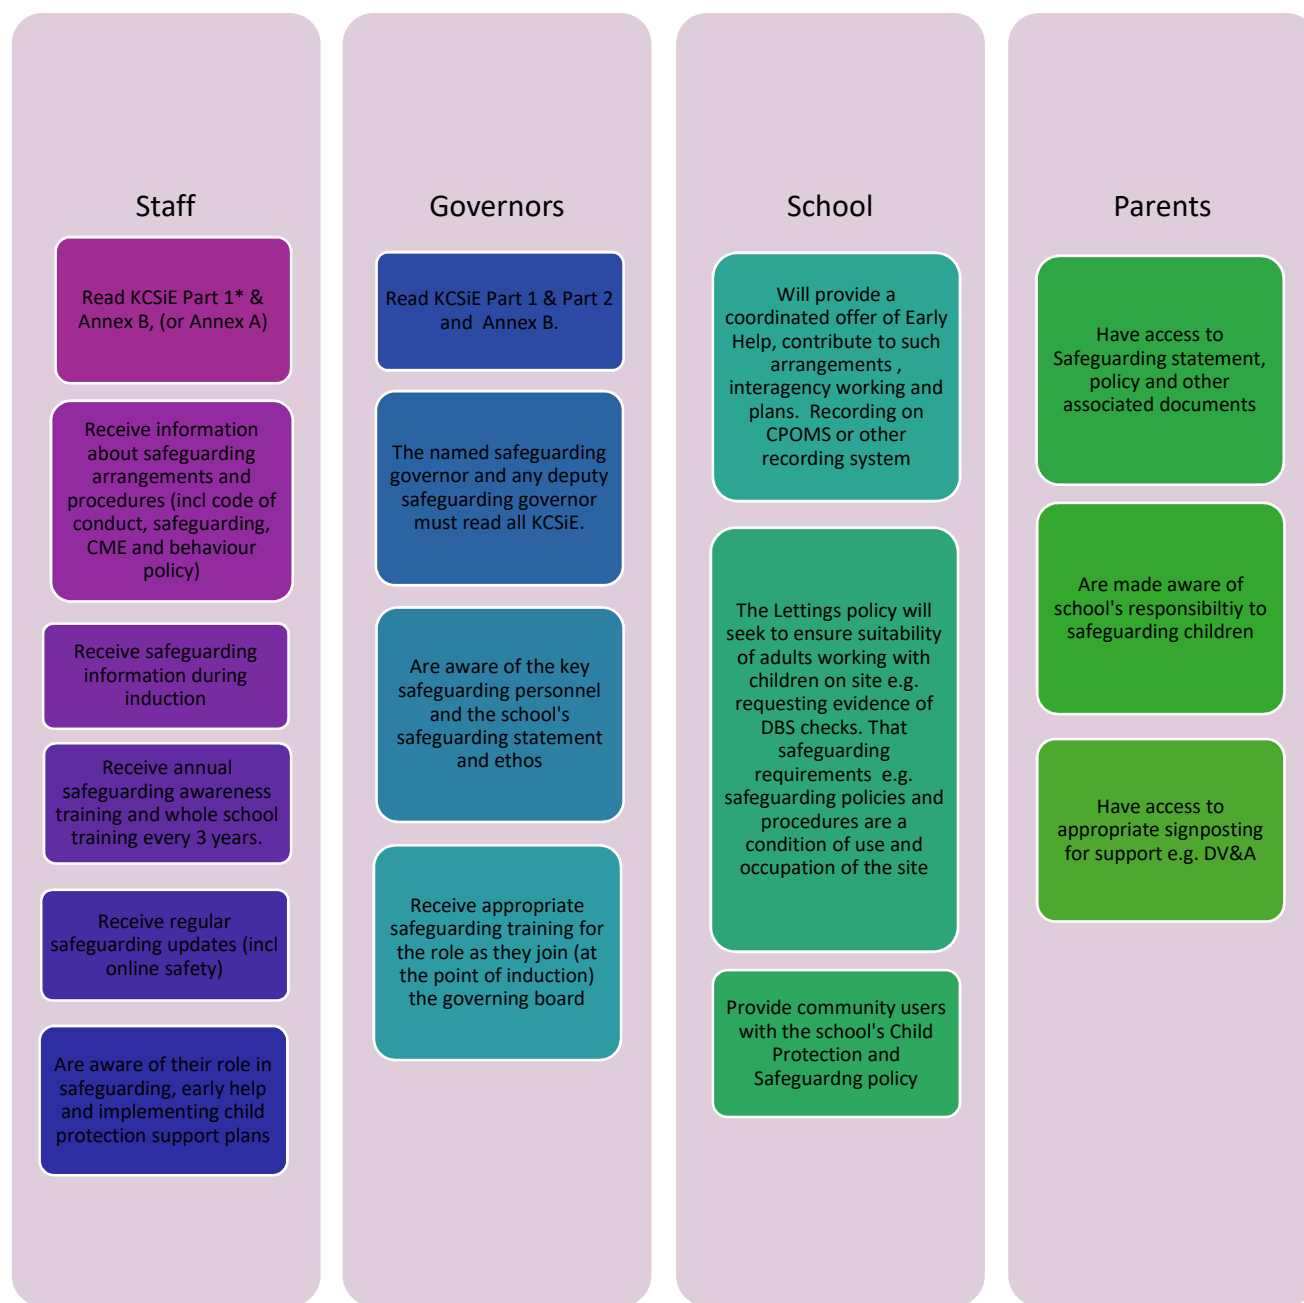 Staff
Read KCSiE Part 1* &
Annex B, (or Annex A)
Receive information
about safeguarding
arrangements and
procedures (incl code of
conduct, safeguarding,
CME and behaviour
policy)
Receive safeguarding
information during
induction
Receive annual
safeguarding awareness
training and whole school
training every 3 years.
Receive regular
safeguarding updates (incl
online safety)
Are aware of their role in
safeguarding, early help
and implementing child
protection support plans
Governors
Read KCSiE Part 1 & Part 2
and  Annex B.
The named safeguarding
governor and any deputy
safeguarding governor
must read all KCSiE.
Are aware of the key
safeguarding personnel
and the school's
safeguarding statement
and ethos
Receive appropriate
safeguarding training for
the role as they join (at
the point of induction)
the governing board
School
Will provide a
coordinated offer of Early
Help, contribute to such
arrangements ,
interagency working and
plans.  Recording on
CPOMS or other
recording system
The Lettings policy will
seek to ensure suitability
of adults working with
children on site e.g.
requesting evidence of
DBS checks. That
safeguarding
requirements  e.g.
safeguarding policies and
procedures are a
condition of use and
occupation of the site
Provide community users
with the school's Child
Protection and
Safeguardng policy
Parents
Have access to
Safeguarding statement,
policy and other
associated documents
Are made aware of
school's responsibiltiy to
safeguarding children
Have access to
appropriate signposting
for support e.g. DV&A